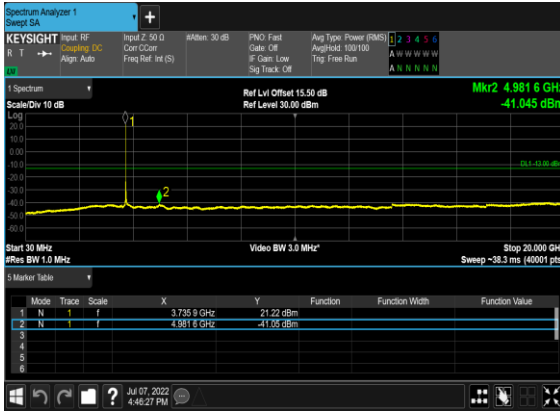 Spectrum Analyzer 1
Swept SA
+
KEYSIGHT Input: RF Input Z: 50 Ω #Atten: 30 dB PNO: Fast Avg Type: Power (RMS) 1 2 3 4 5 6
R T Coupling: DC Corr CCorr Gate: Off Avg|Hold: 100/100 A W W W W W
Align: Auto Freq Ref: Int (S) IF Gain: Low Trig: Free Run
Sig Track: Off A N N N N N
1 Spectrum Ref Lvl Offset 15.50 dB Mkr2 4.981 6 GHz
Scale/Div 10 dB Ref Level 30.00 dBm -41.045 dBm
Log
20.0
10.0
0.00
-10.0
DL1 -13.00 dBm
-20.0
-30.0
-40.0
-50.0
-60.0
1
2
Start 30 MHz Video BW 3.0 MHz* Stop 20.000 GHz
#Res BW 1.0 MHz Sweep ~38.3 ms (40001 pts)
5 Marker Table
Mode Trace Scale X Y Function Function Width Function Value
1 N 1 f 3.735 9 GHz 21.22 dBm
2 N 1 f 4.981 6 GHz -41.05 dBm
3
4
5
6
? Jul 07, 2022
4:46:27 PM